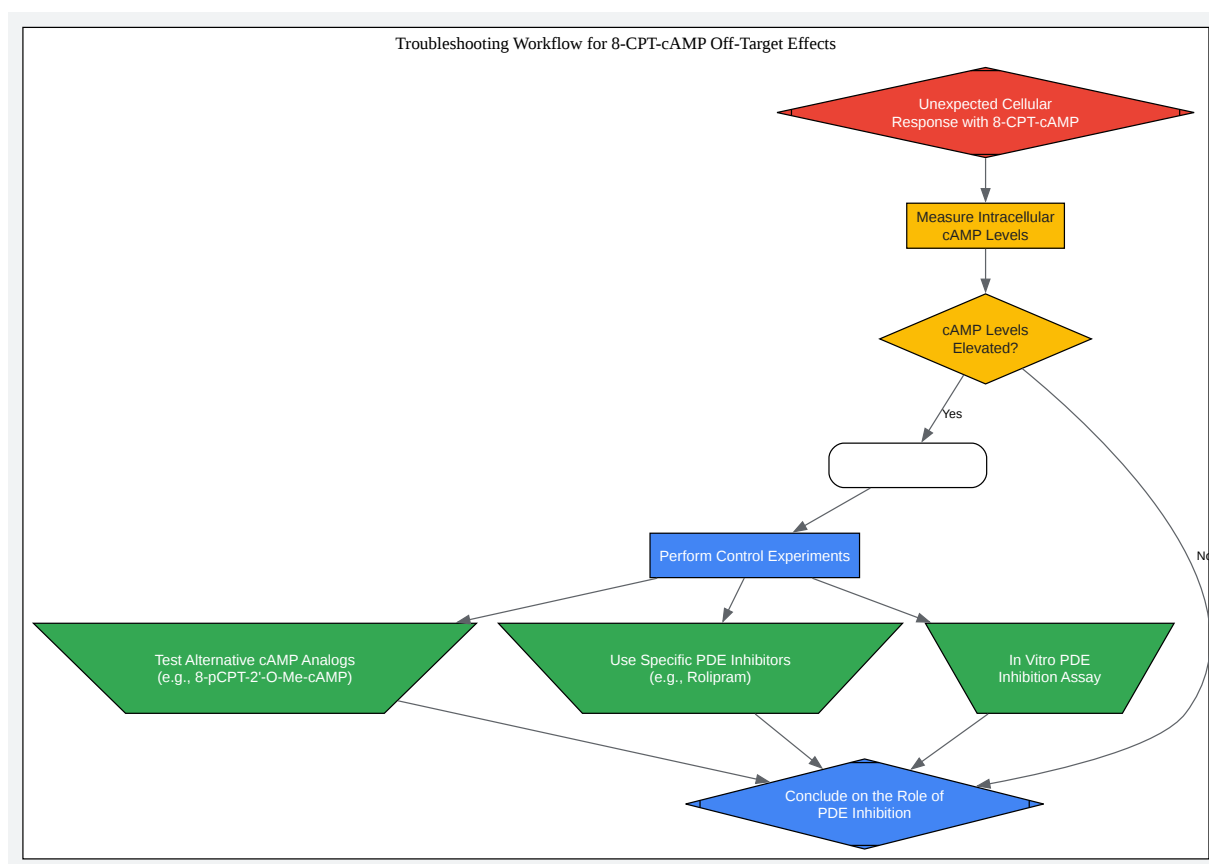 Troubleshooting Workflow for 8-CPT-cAMP Off-Target Effects
Unexpected Cellular
Response with 8-CPT-cAMP
Measure Intracellular
cAMP Levels
cAMP Levels
Elevated?
Yes
Perform Control Experiments
Test Alternative cAMP Analogs
(e.g., 8-pCPT-2'-O-Me-cAMP)
Use Specific PDE Inhibitors
(e.g., Rolipram)
In Vitro PDE
Inhibition Assay
Conclude on the Role of
PDE Inhibition